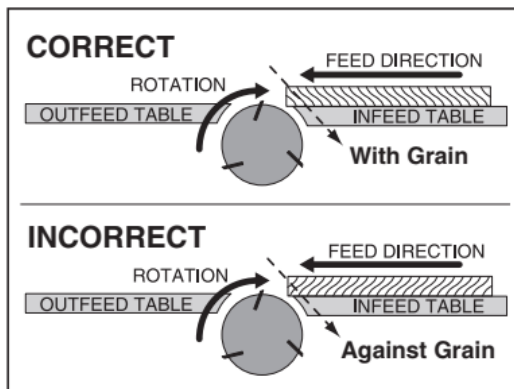 CORRECT
FEED DIRECTION
ROTATION
OUTFEED TABLE
INFEED TABLE
With Grain
INCORRECT
FEED DIRECTION
ROTATION
OUTFEED TABLE
INFEED TABLE
Against Grain